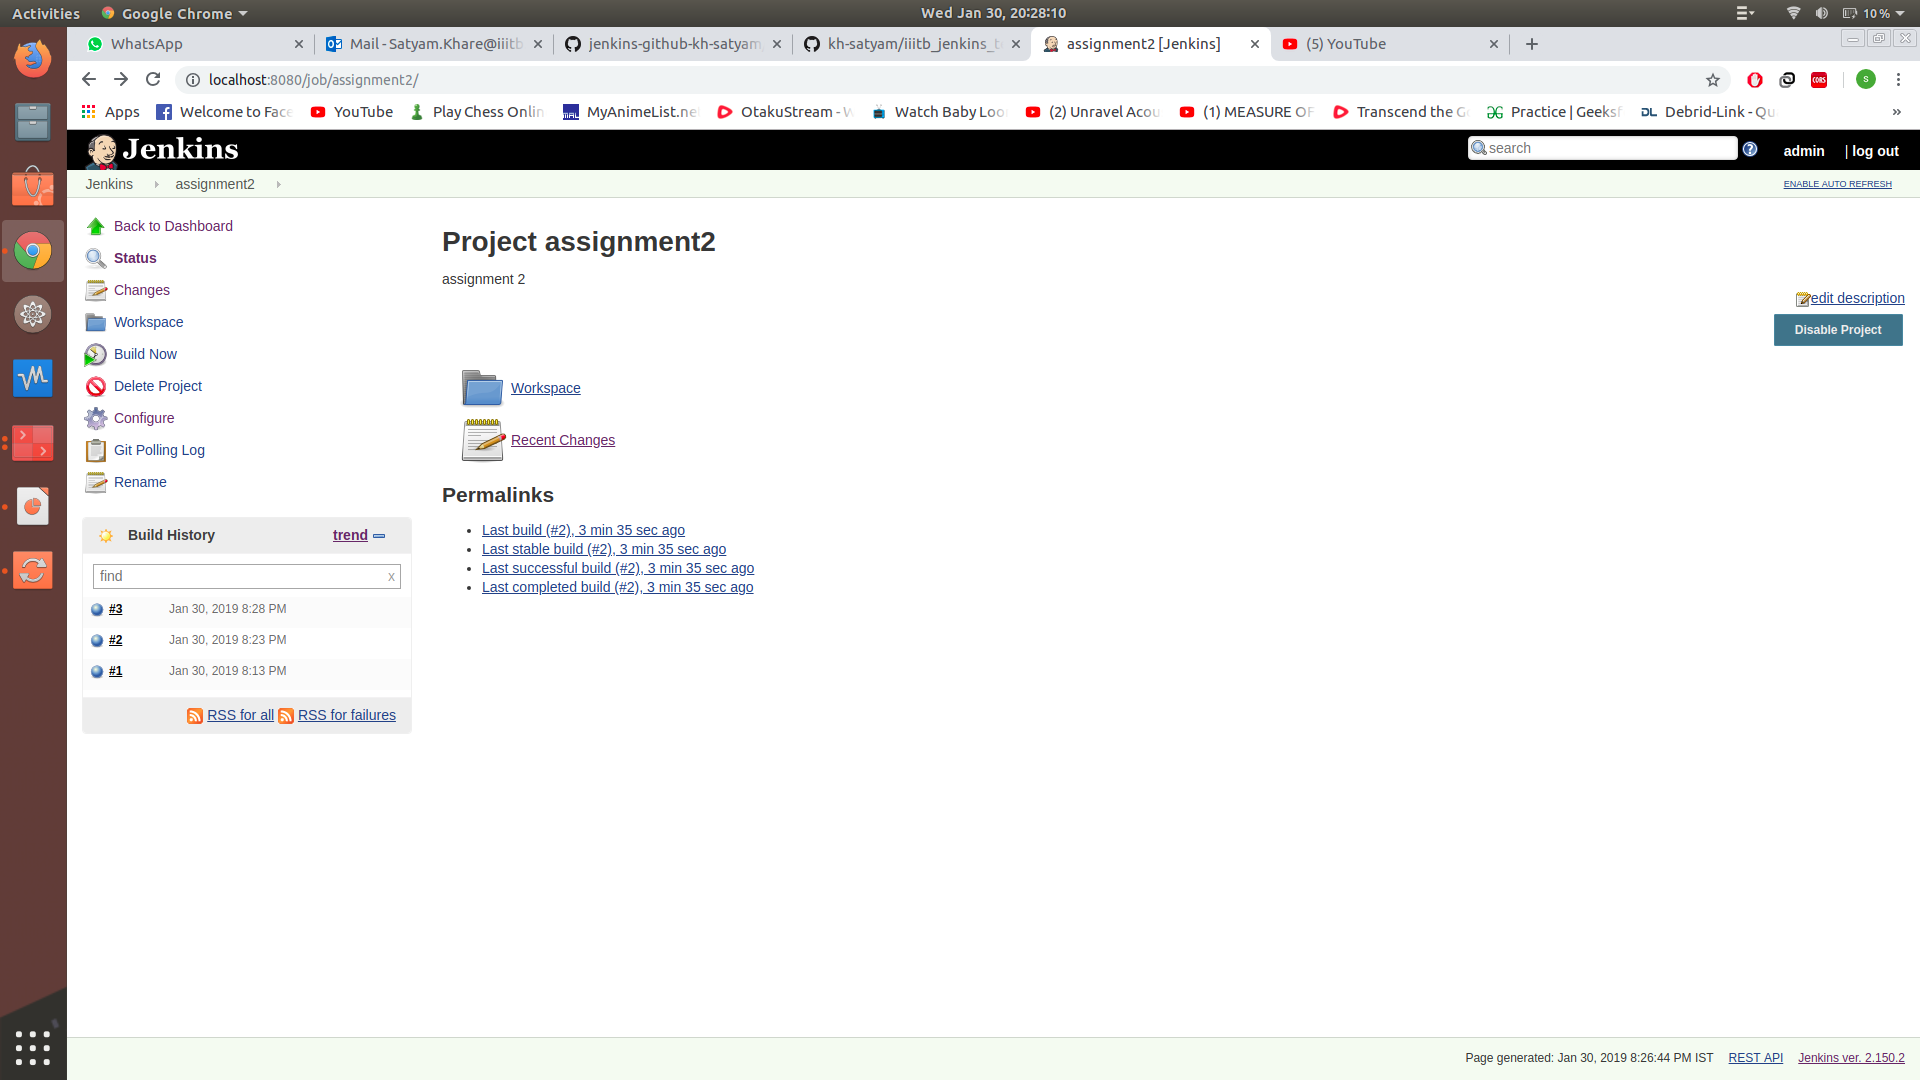 Activities Google Chrome Wed Jan 30, 20:28:10 10 %
WhatsApp Mail - Satyam.Khare@iiitb jenkins-github-kh-satyam, kh-satyam/iiitb_jenkins_t assignment2 [Jenkins] (5) YouTube
localhost:8080/job/assignment2/ S
Apps Welcome to Face YouTube Play Chess Onlin MyAnimeList.ne OtakuStream - Watch Baby Loo (2) Unravel Acou (1) MEASURE OF Transcend the G Practice | Geeksf Debrid-Link - Qu »
Jenkins search admin | log out
Jenkins assignment2 ENABLE AUTO REFRESH
Back to Dashboard
Status
Changes
Workspace
Build Now
Delete Project
Configure
Git Polling Log
Rename
Build History trend
find x
#3 Jan 30, 2019 8:28 PM
#2 Jan 30, 2019 8:23 PM
#1 Jan 30, 2019 8:13 PM
RSS for all RSS for failures
Project assignment2
assignment 2
edit description
Disable Project
Workspace
Recent Changes
Permalinks
Last build (#2), 3 min 35 sec ago
Last stable build (#2), 3 min 35 sec ago
Last successful build (#2), 3 min 35 sec ago
Last completed build (#2), 3 min 35 sec ago
Page generated: Jan 30, 2019 8:26:44 PM IST REST API Jenkins ver. 2.150.2